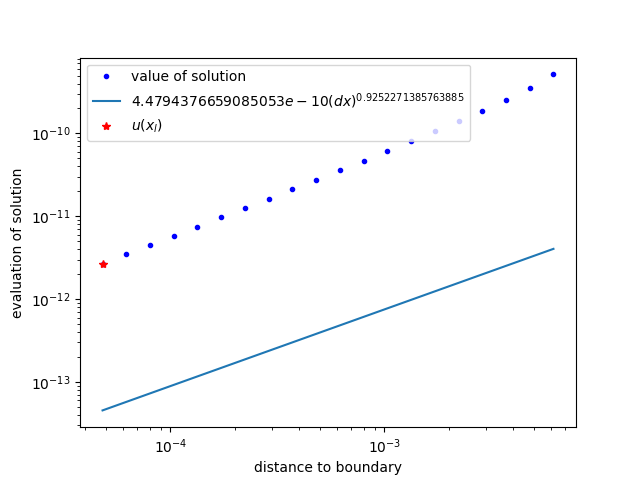 value of solution
4.4794376659085053e − 10(dx)^0.9252271385763885
u(x_l)
10^−10
10^−11
10^−12
10^−13
evaluation of solution
10^−4
10^−3
distance to boundary